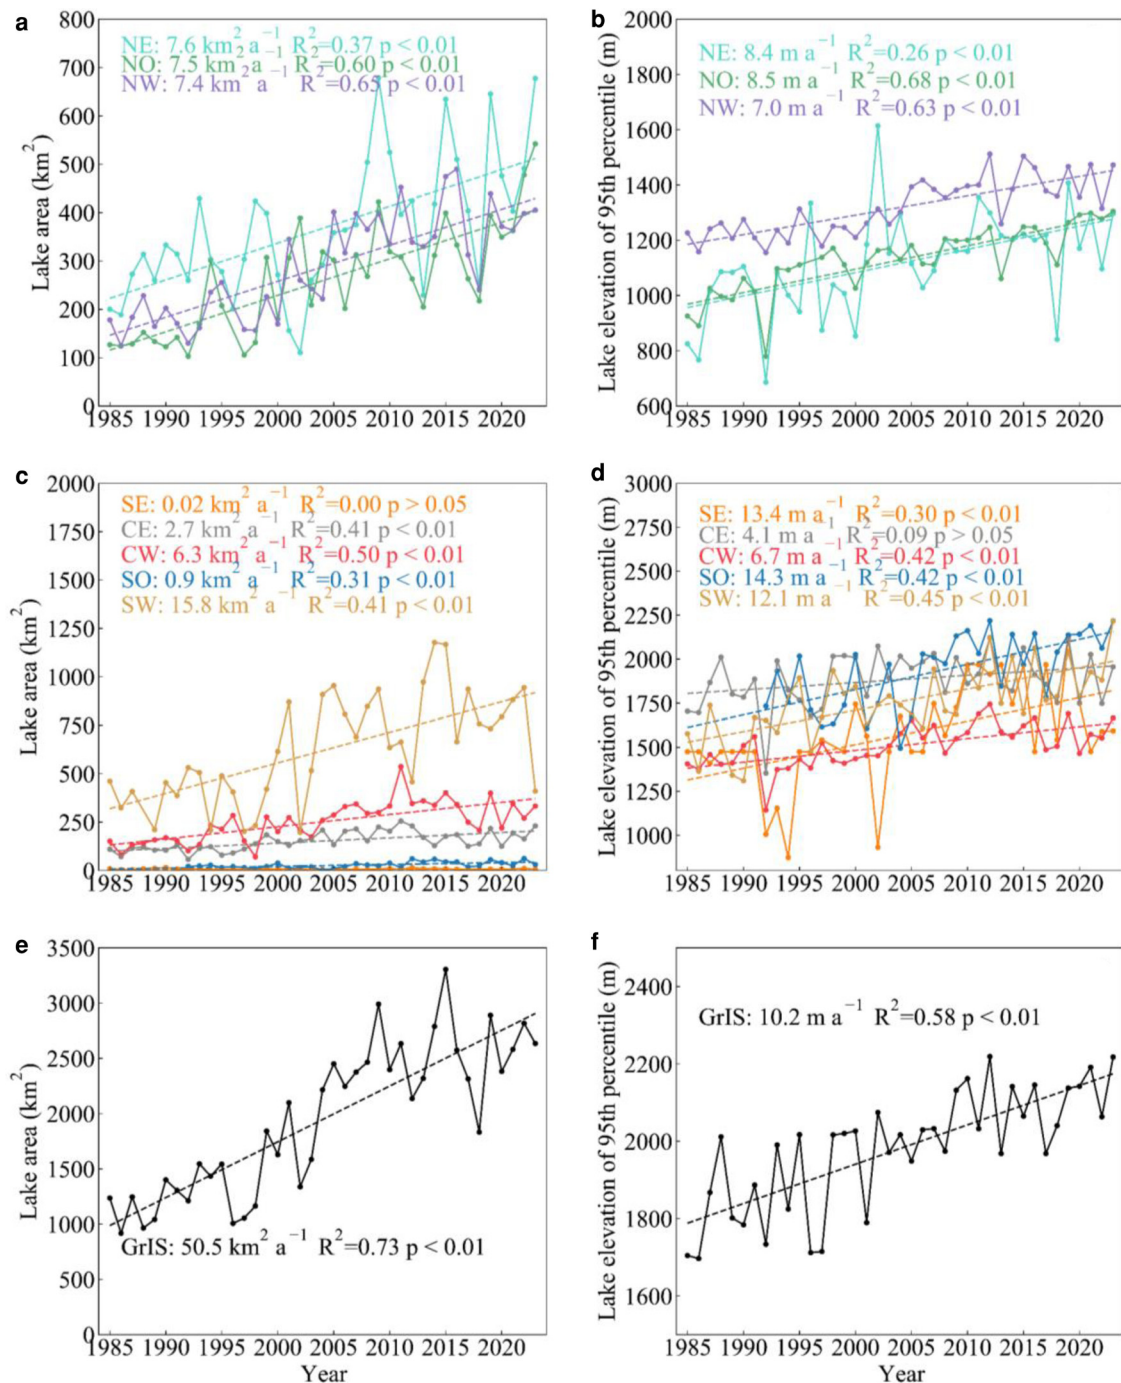 a
800
700
600
500
400
300
200
100
0
Lake area (km²)
NE: 7.6 km² a⁻¹ R²=0.37 p < 0.01
NO: 7.5 km² a⁻¹ R²=0.60 p < 0.01
NW: 7.4 km² a⁻¹ R²=0.65 p < 0.01
1985 1990 1995 2000 2005 2010 2015 2020
b
2000
1800
1600
1400
1200
1000
800
600
Lake elevation of 95th percentile (m)
NE: 8.4 m a⁻¹ R²=0.26 p < 0.01
NO: 8.5 m a⁻¹ R²=0.68 p < 0.01
NW: 7.0 m a⁻¹ R²=0.63 p < 0.01
1985 1990 1995 2000 2005 2010 2015 2020
c
2000
1750
1500
1250
1000
750
500
250
0
Lake area (km²)
SE: 0.02 km² a⁻¹ R²=0.00 p > 0.05
CE: 2.7 km² a⁻¹ R²=0.41 p < 0.01
CW: 6.3 km² a⁻¹ R²=0.50 p < 0.01
SO: 0.9 km² a⁻¹ R²=0.31 p < 0.01
SW: 15.8 km² a⁻¹ R²=0.41 p < 0.01
1985 1990 1995 2000 2005 2010 2015 2020
d
3000
2750
2500
2250
2000
1750
1500
1250
1000
Lake elevation of 95th percentile (m)
SE: 13.4 m a⁻¹ R²=0.30 p < 0.01
CE: 4.1 m a⁻¹ R²=0.09 p > 0.05
CW: 6.7 m a⁻¹ R²=0.42 p < 0.01
SO: 14.3 m a⁻¹ R²=0.42 p < 0.01
SW: 12.1 m a⁻¹ R²=0.45 p < 0.01
1985 1990 1995 2000 2005 2010 2015 2020
e
3500
3000
2500
2000
1500
1000
500
0
Lake area (km²)
GrIS: 50.5 km² a⁻¹ R²=0.73 p < 0.01
1985 1990 1995 2000 2005 2010 2015 2020
Year
f
2400
2200
2000
1800
1600
Lake elevation of 95th percentile (m)
GrIS: 10.2 m a⁻¹ R²=0.58 p < 0.01
1985 1990 1995 2000 2005 2010 2015 2020
Year